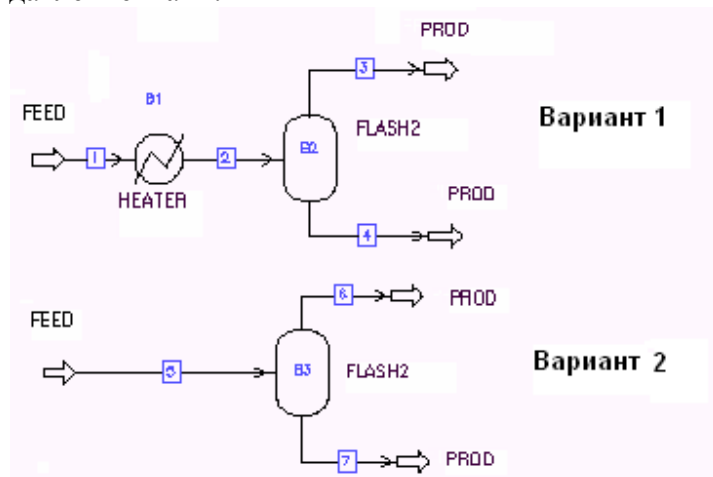 PROD
3
B1
FEED
Вариант 1
FLASH2
B2
1
2
HEATER
PROD
4
6
PROD
FEED
Вариант 2
5
B3
FLASH2
7
PROD